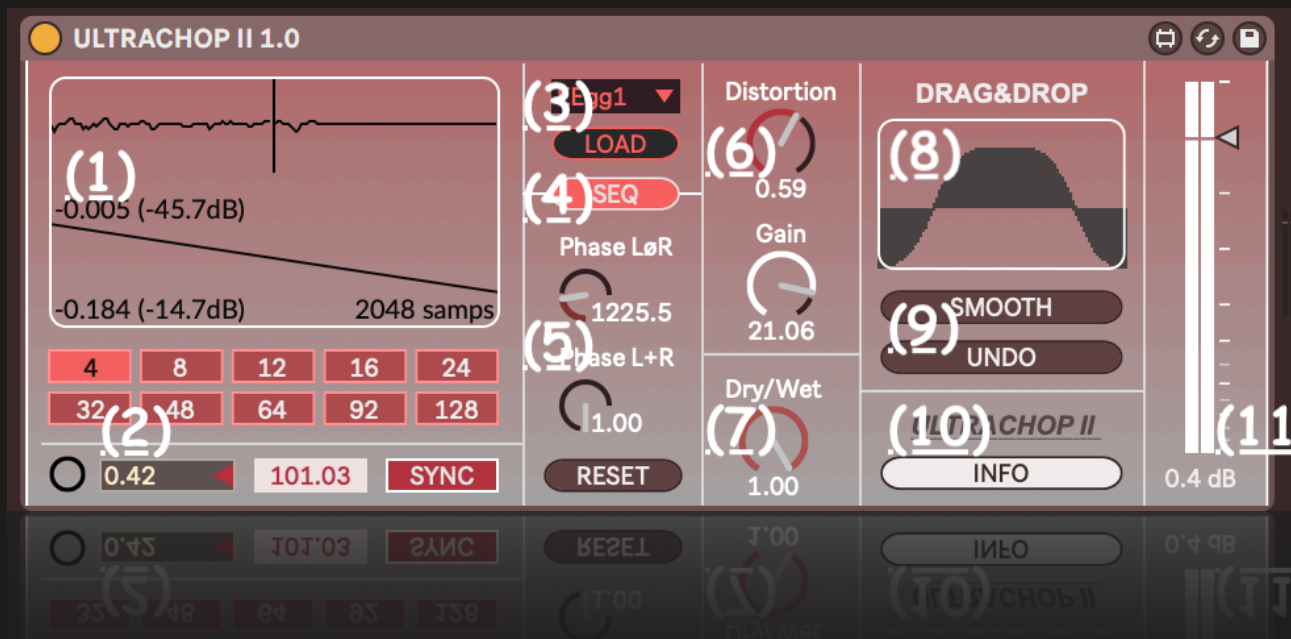 ULTRACHOP II 1.0
(1)
-0.005 (-45.7dB)
-0.184 (-14.7dB) 2048 samps
4 8 12 16 24
32 48 64 92 128
(2)
0.42 101.03 SYNC
(3)
Egg1
LOAD
(4)
SEQ
Phase LøR
1225.5
(5)
Phase L+R
1.00
RESET
Distortion
(6)
0.59
Gain
21.06
Dry/Wet
(7)
1.00
DRAG&DROP
(8)
SMOOTH
(9)
UNDO
ULTRACHOP II
(10)
INFO
(11
0.4 dB